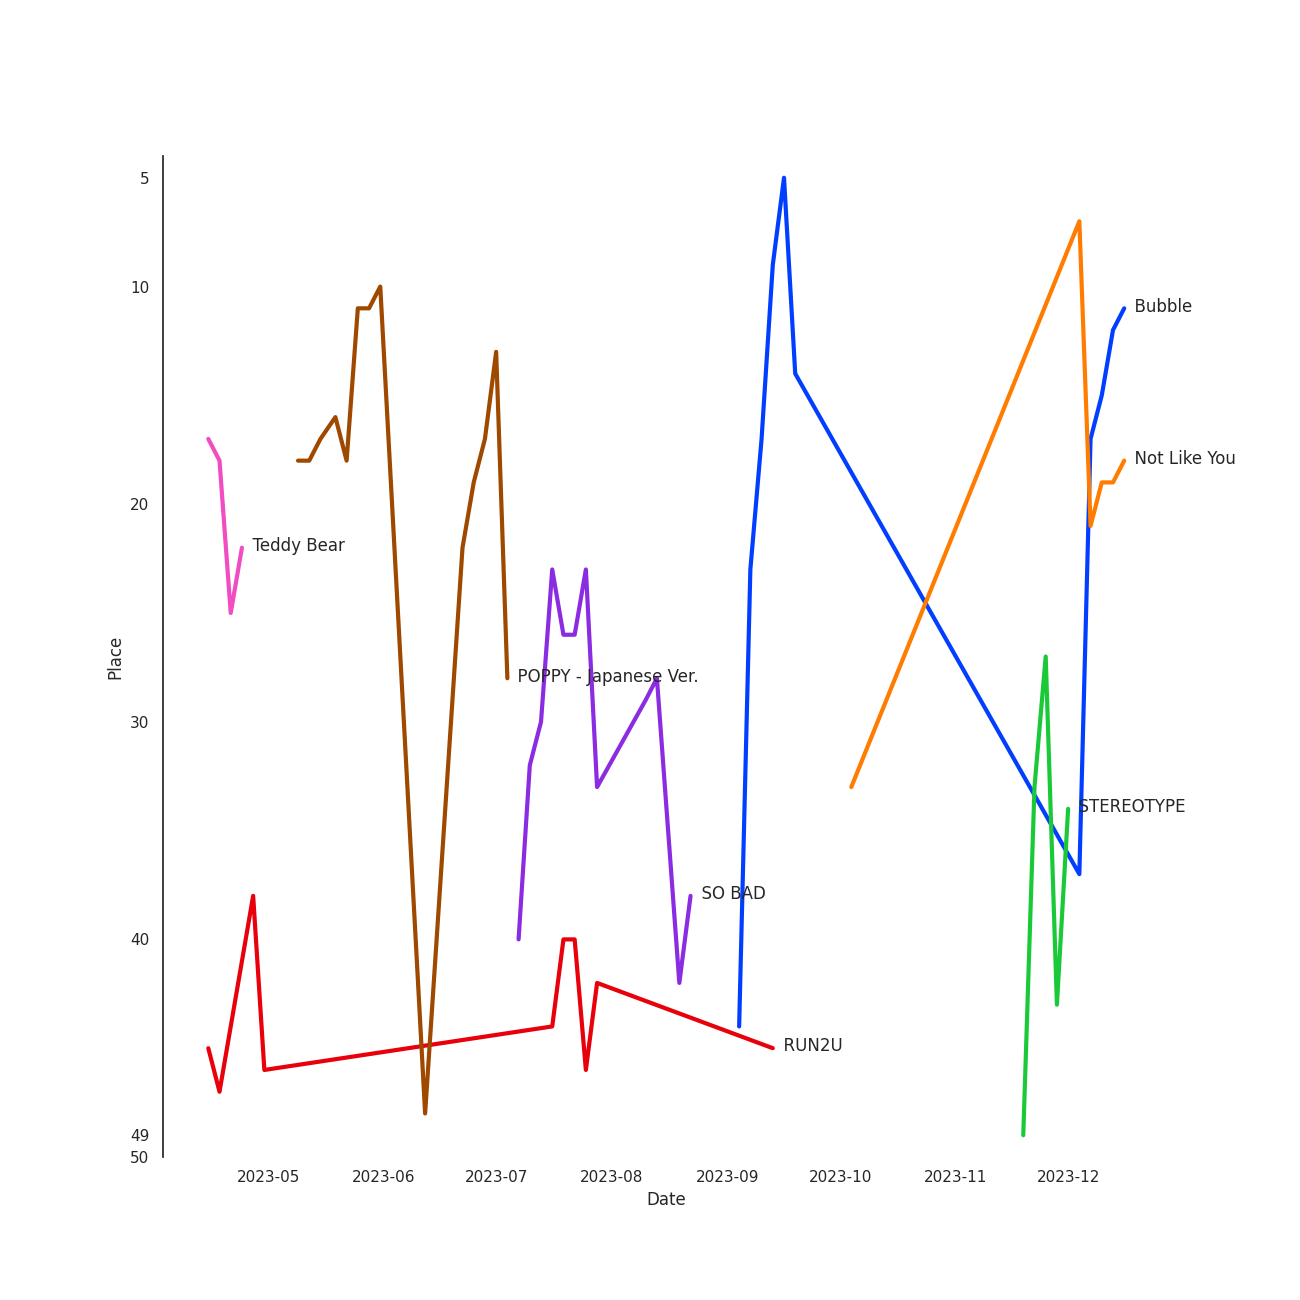 5
10
Bubble
Not Like You
20
Teddy Bear
Place
POPPY - Japanese Ver.
30
STEREOTYPE
SO BAD
40
RUN2U
49
50
2023-05 2023-06 2023-07 2023-08 2023-09 2023-10 2023-11 2023-12
Date